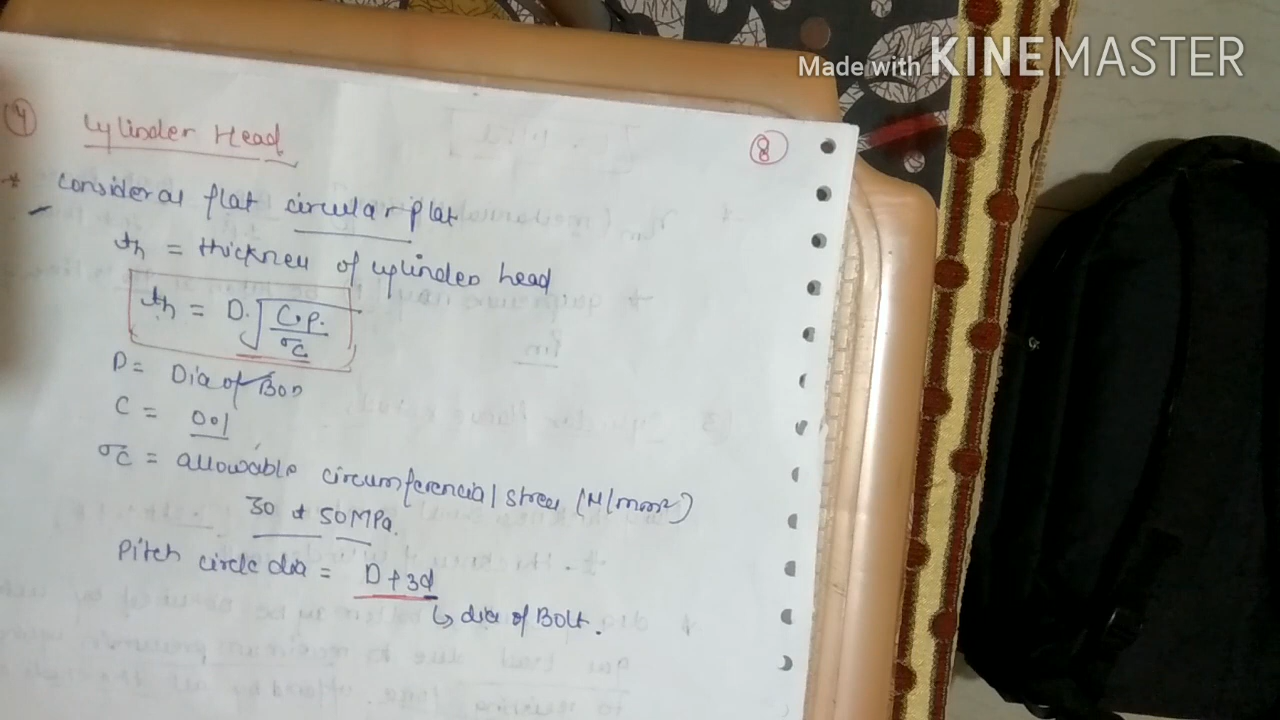 Made with KINEMASTER
4 Cylinder Head 8
* Consider as flat circular plat
th = thickness of cylinder head
th = D.√C.p./σc
D = Dia of Bore
C = 0.1
σc = allowable circumferencial stress (N/mm²)
30 to 50MPa.
Pitch circle dia = D+3d
↳ dia of Bolt.